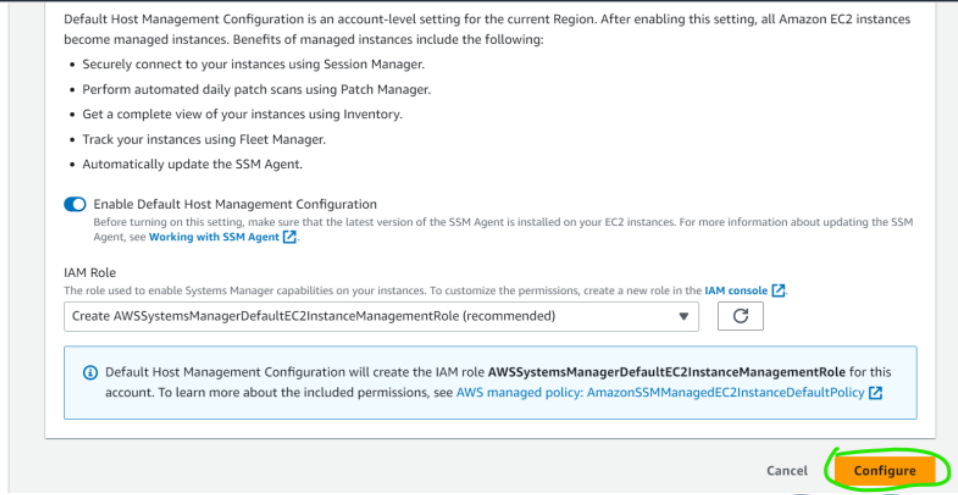 Default Host Management Configuration is an account-level setting for the current Region. After enabling this setting, all Amazon EC2 instances
become managed instances. Benefits of managed instances include the following:
• Securely connect to your instances using Session Manager.
• Perform automated daily patch scans using Patch Manager.
• Get a complete view of your instances using Inventory.
• Track your instances using Fleet Manager.
• Automatically update the SSM Agent.
Enable Default Host Management Configuration
Before turning on this setting, make sure that the latest version of the SSM Agent is installed on your EC2 instances. For more information about updating the SSM
Agent, see Working with SSM Agent.
IAM Role
The role used to enable Systems Manager capabilities on your instances. To customize the permissions, create a new role in the IAM console.
Create AWSSystemsManagerDefaultEC2InstanceManagementRole (recommended)
Default Host Management Configuration will create the IAM role AWSSystemsManagerDefaultEC2InstanceManagementRole for this
account. To learn more about the included permissions, see AWS managed policy: AmazonSSMManagedEC2InstanceDefaultPolicy
Cancel Configure